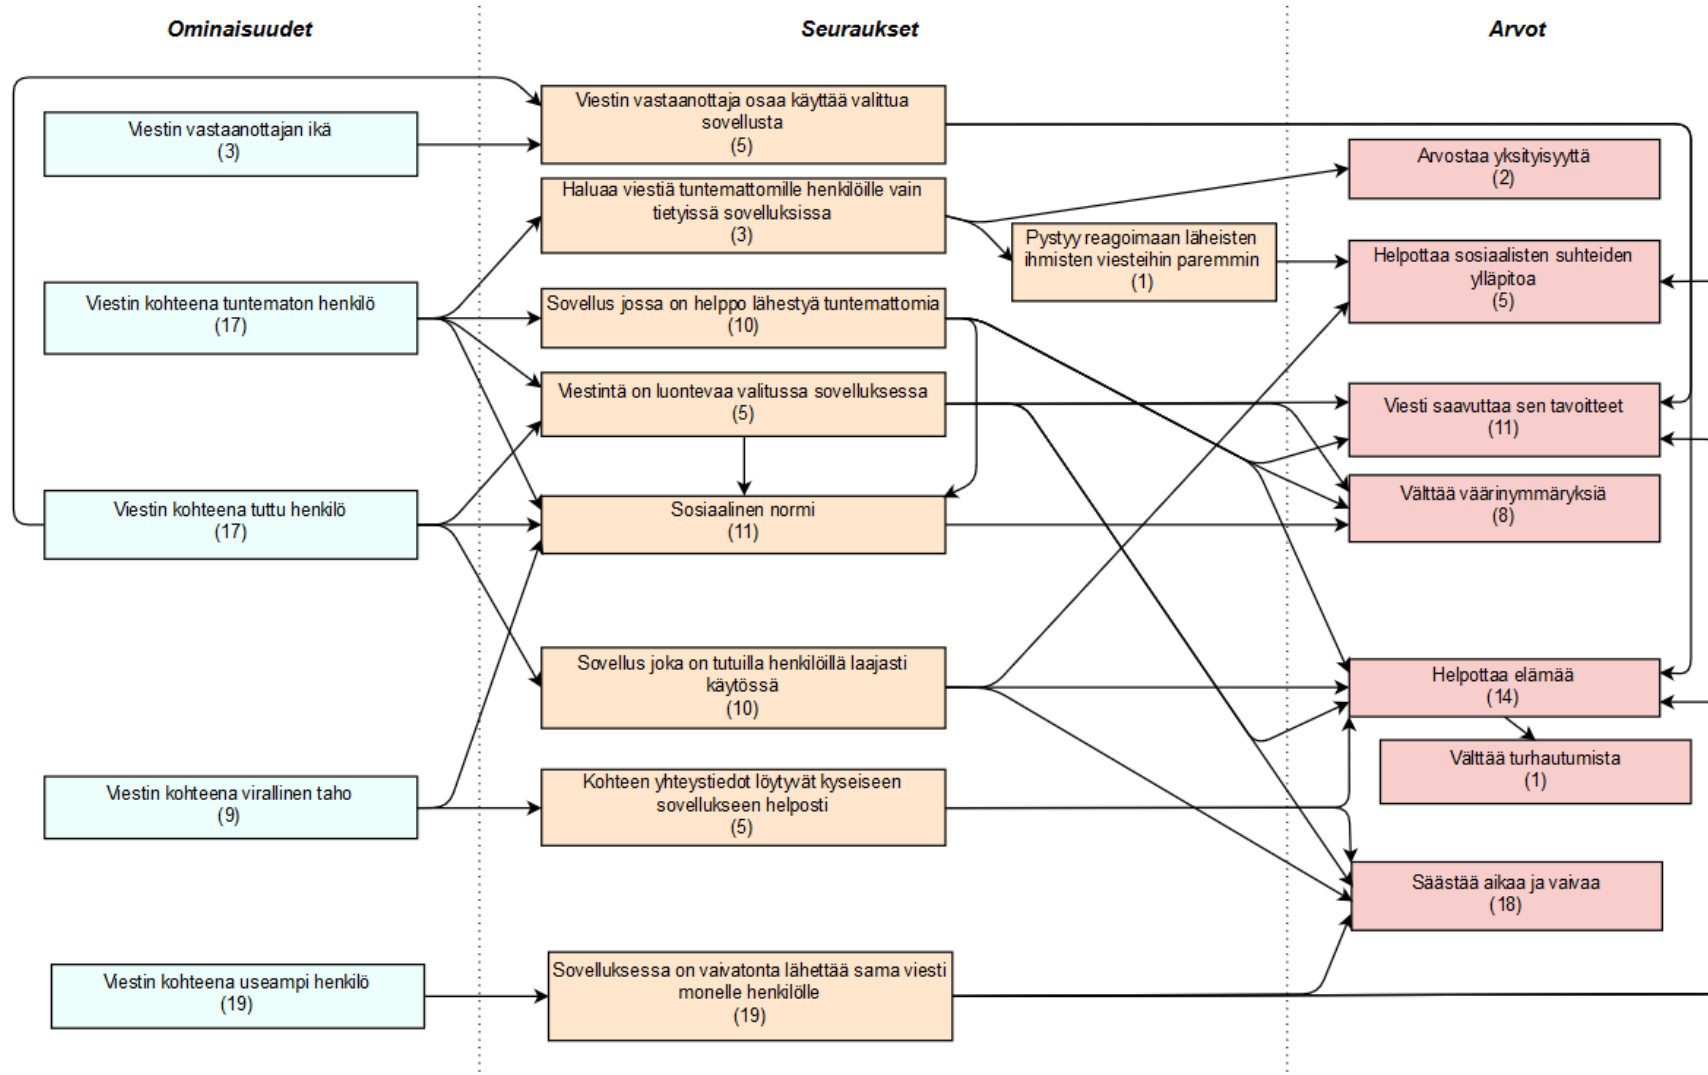 Ominaisuudet
Seuraukset
Arvot
Viestin vastaanottajan ikä
(3)
Viestin kohteena tuntematon henkilö
(17)
Viestin kohteena tuttu henkilö
(17)
Viestin kohteena virallinen taho
(9)
Viestin kohteena useampi henkilö
(19)
Viestin vastaanottaja osaa käyttää valittua
sovellusta
(5)
Haluaa viestiä tuntemattomille henkilöille vain
tietyissä sovelluksissa
(3)
Pystyy reagoimaan läheisten
ihmisten viesteihin paremmin
(1)
Sovellus jossa on helppo lähestyä tuntemattomia
(10)
Viestintä on luontevaa valitussa sovelluksessa
(5)
Sosiaalinen normi
(11)
Sovellus joka on tutuilla henkilöillä laajasti
käytössä
(10)
Kohteen yhteystiedot löytyvät kyseiseen
sovellukseen helposti
(5)
Sovelluksessa on vaivatonta lähettää sama viesti
monelle henkilölle
(19)
Arvostaa yksityisyyttä
(2)
Helpottaa sosiaalisten suhteiden
ylläpitoa
(5)
Viesti saavuttaa sen tavoitteet
(11)
Välttää väärinymmäryksiä
(8)
Helpottaa elämää
(14)
Välttää turhautumista
(1)
Säästää aikaa ja vaivaa
(18)